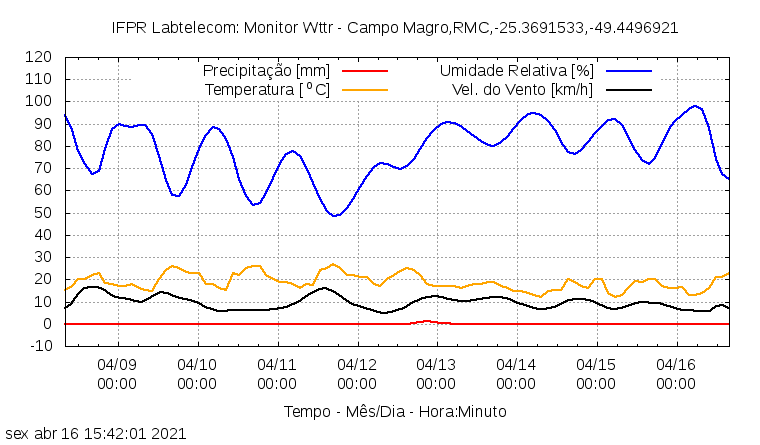 IFPR Labtelecom: Monitor Wttr - Campo Magro,RMC,-25.3691533,-49.4496921
Precipitação [mm] Umidade Relativa [%]
Temperatura [ ⁰C] Vel. do Vento [km/h]
120
110
100
90
80
70
60
50
40
30
20
10
0
-10
04/09 04/10 04/11 04/12 04/13 04/14 04/15 04/16
00:00 00:00 00:00 00:00 00:00 00:00 00:00 00:00
Tempo - Mês/Dia - Hora:Minuto
sex abr 16 15:42:01 2021